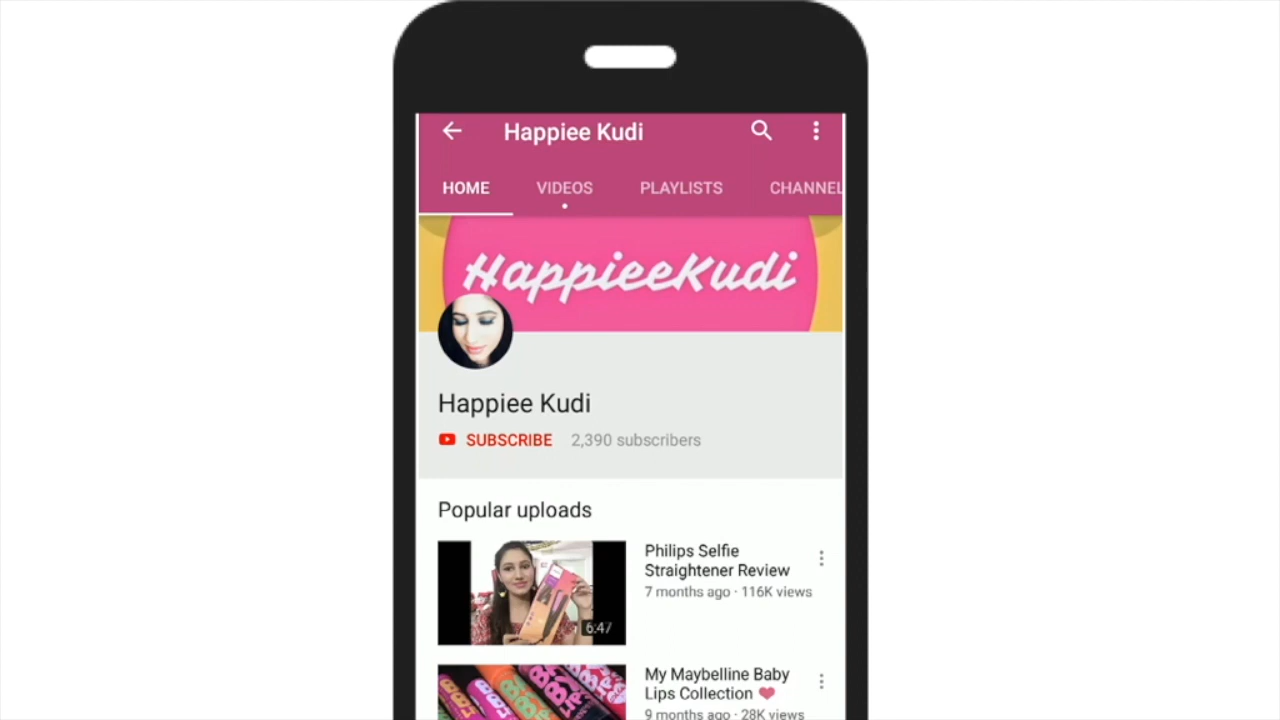 Happiee Kudi
HOME VIDEOS PLAYLISTS CHANNEL
HappieeKudi
Happiee Kudi
SUBSCRIBE 2,390 subscribers
Popular uploads
Philips Selfie
Straightener Review
7 months ago · 116K views
6:47
My Maybelline Baby
Lips Collection ❤
9 months ago · 28K views